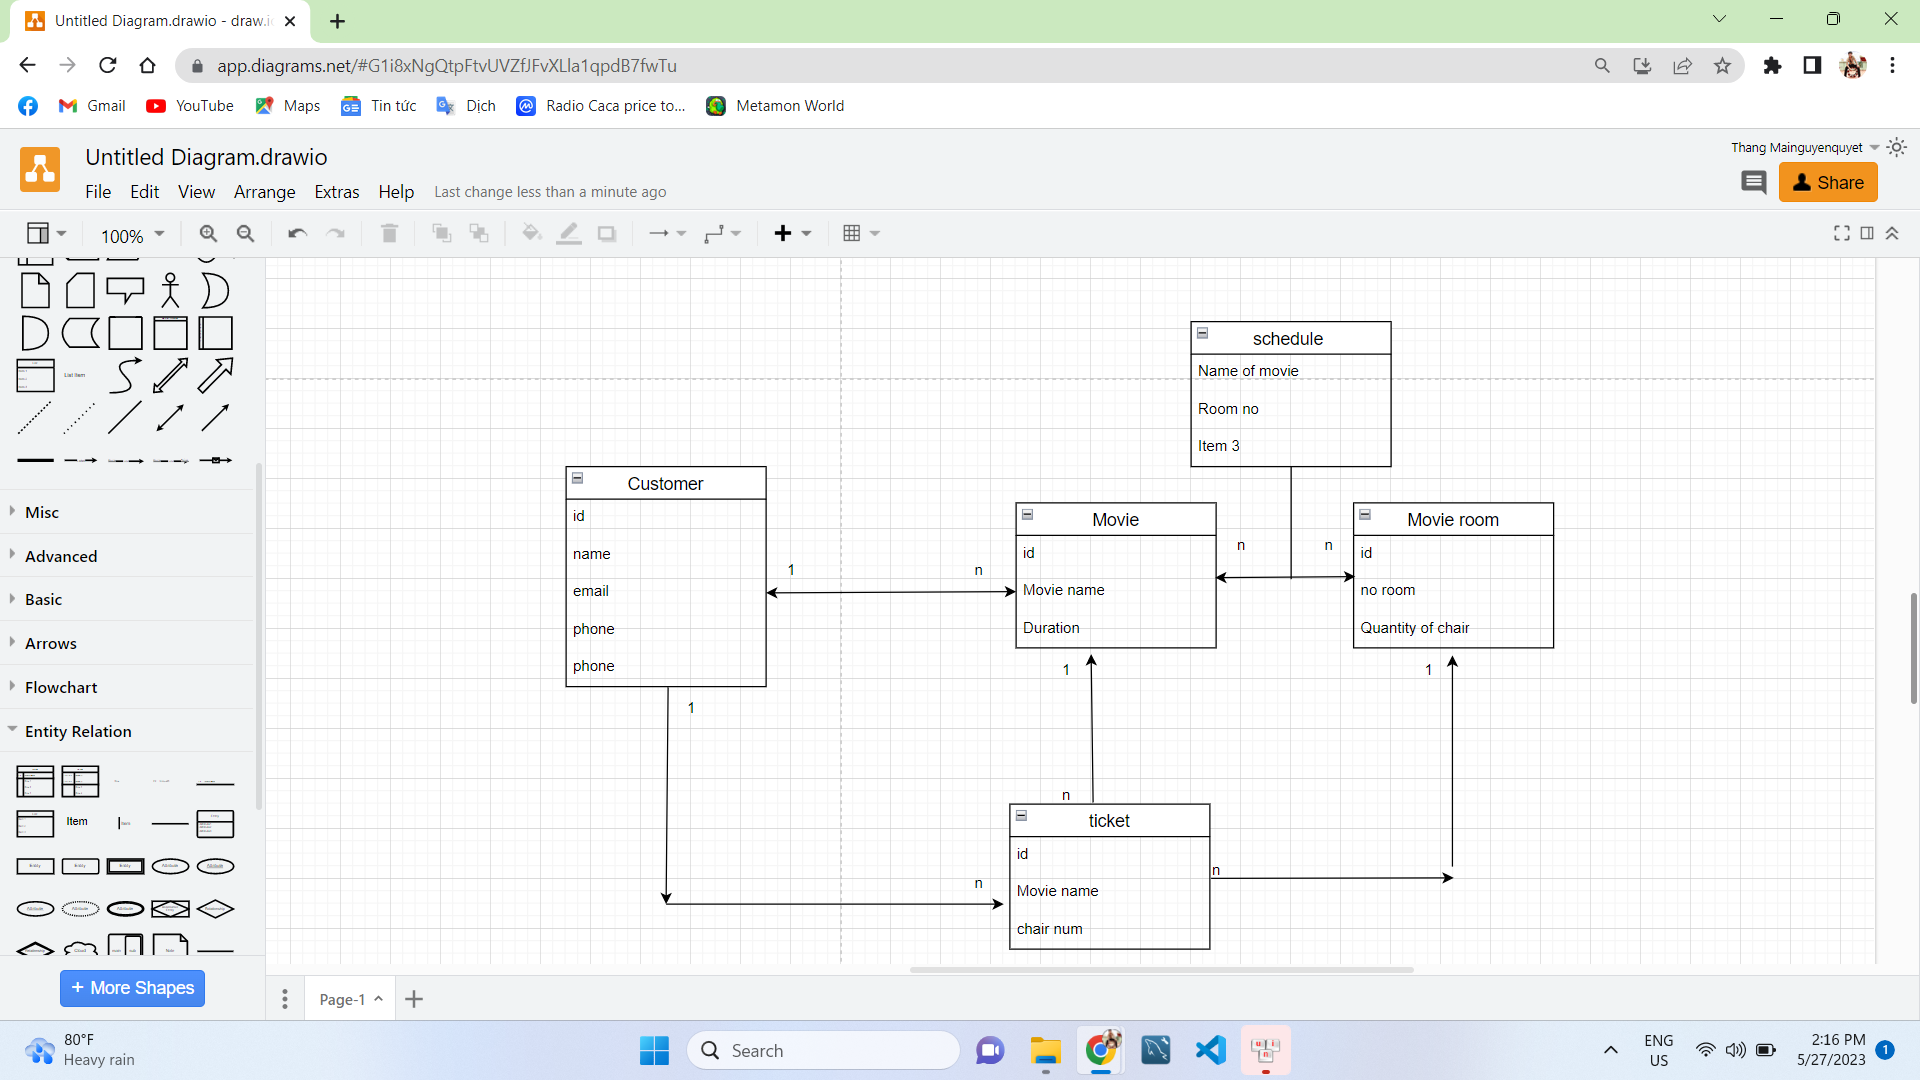 Untitled Diagram.drawio - draw.i
app.diagrams.net/#G1i8xNgQtpFtvUVZfJFvXLla1qpdB7fwTu
Gmail YouTube Maps Tin tức Dịch Radio Caca price to... Metamon World
Untitled Diagram.drawio
Thang Mainguyenquyet
File Edit View Arrange Extras Help Last change less than a minute ago
Share
100%
List Item
Misc
Advanced
Basic
Arrows
Flowchart
Entity Relation
Item
+ More Shapes
schedule
Name of movie
Room no
Item 3
Customer
id
name
email
phone
phone
1
n
Movie
id
Movie name
Duration
n
n
Movie room
id
no room
Quantity of chair
1
1
1
n
n
n
ticket
id
Movie name
chair num
Page-1
80°F
Heavy rain
Search
ENG
US
2:16 PM
5/27/2023
1